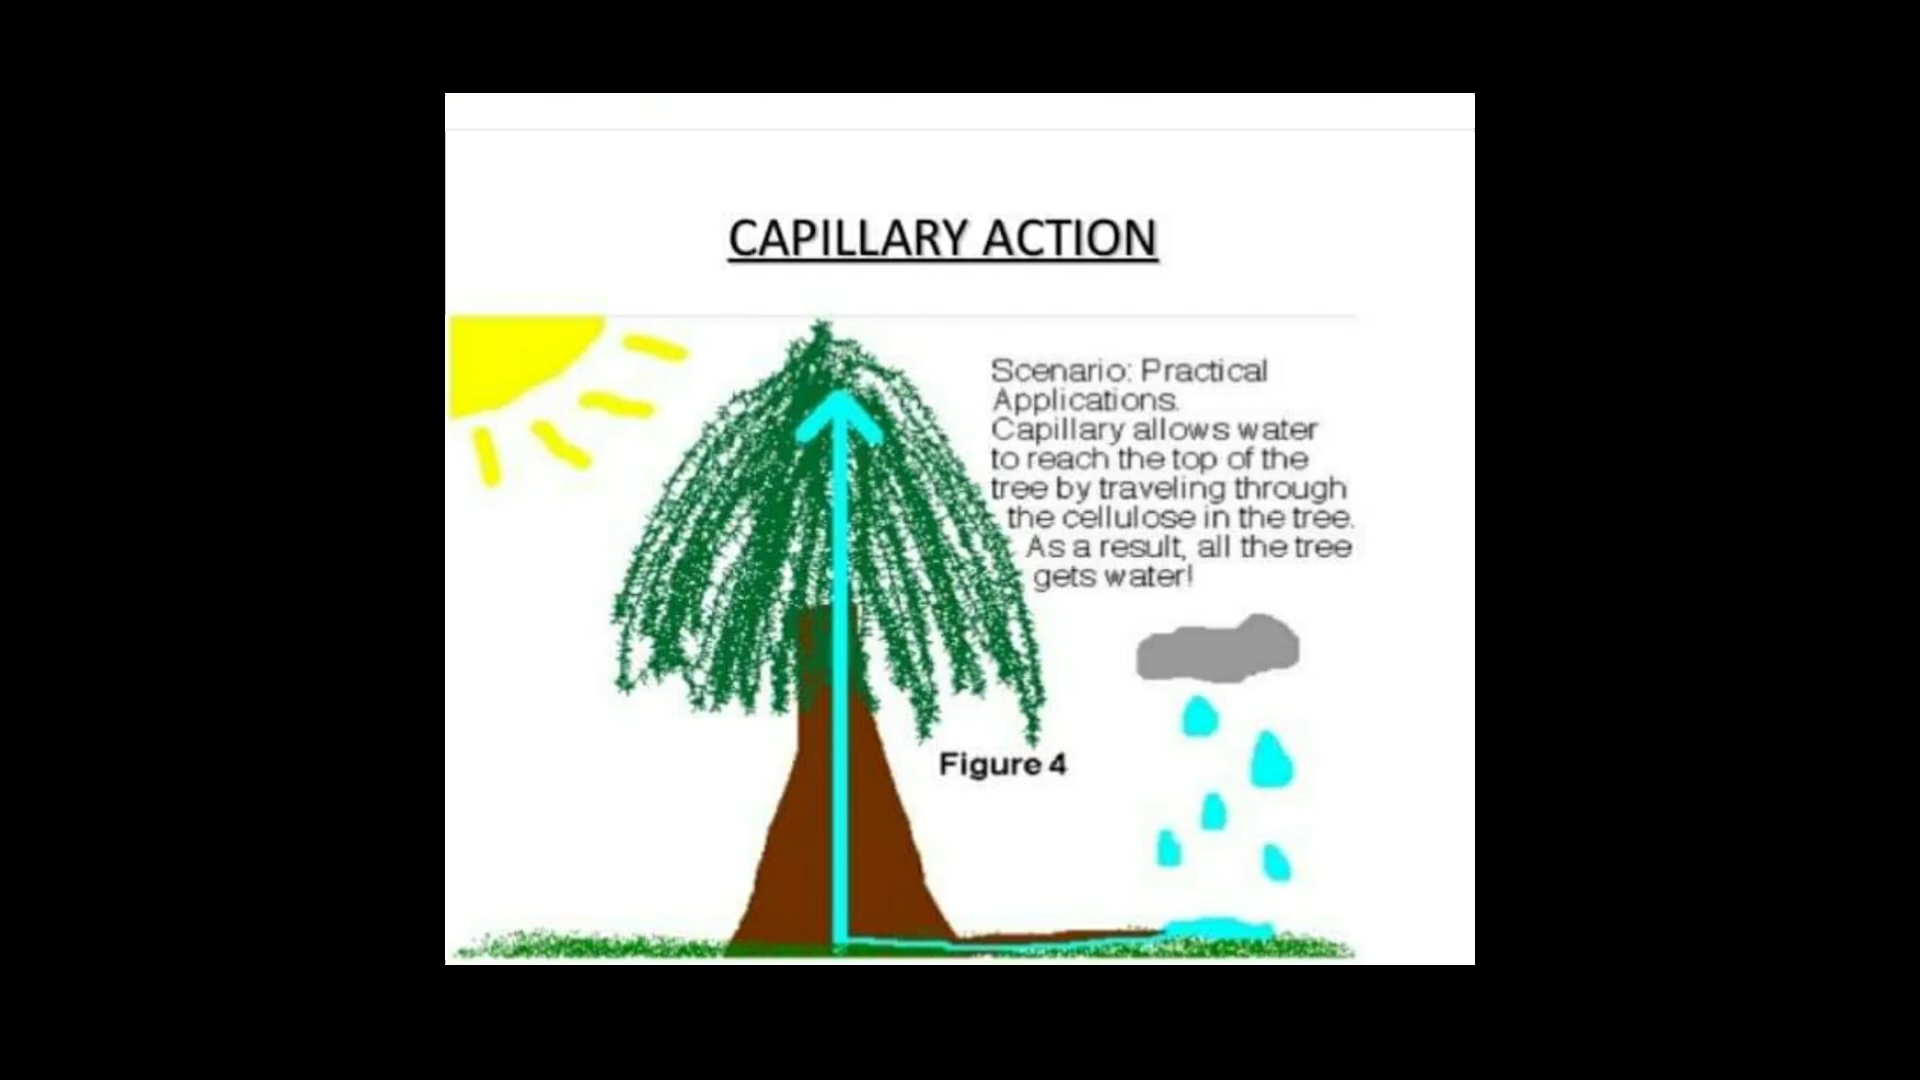 CAPILLARY ACTION
Scenario: Practical
Applications.
Capillary allows water
to reach the top of the
tree by traveling through
the cellulose in the tree.
As a result, all the tree
gets water!
Figure 4